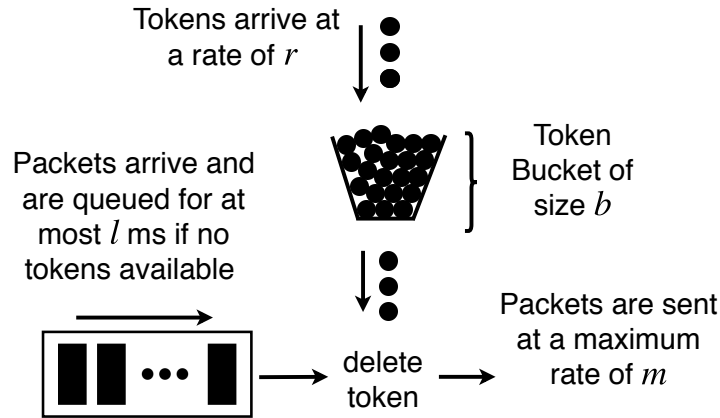 Tokens arrive at
a rate of r
Token
Bucket of
size b
Packets arrive and
are queued for at
most l ms if no
tokens available
delete
token
Packets are sent
at a maximum
rate of m